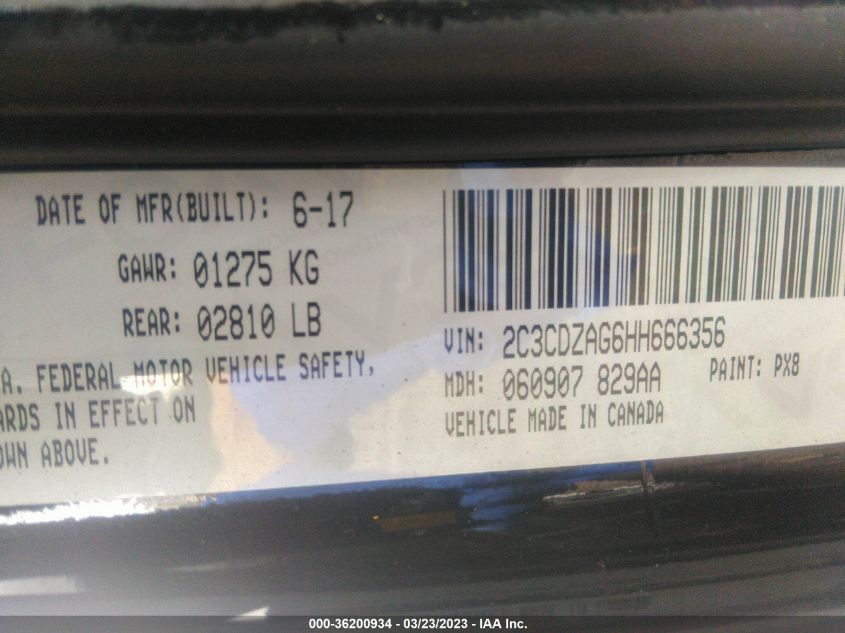 DATE OF MFR(BUILT): 6-17
GAWR: 01275 KG
REAR: 02810 LB
A. FEDERAL MOTOR VEHICLE SAFETY,
ARDS IN EFFECT ON
OWN ABOVE.
VIN: 2C3CDZAG6HH666356
MDH: 060907 829AA PAINT: PX8
VEHICLE MADE IN CANADA
000-36200934 - 03/23/2023 - IAA Inc.